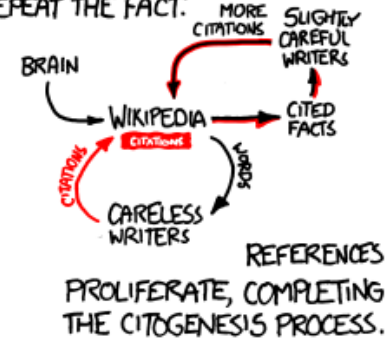 EPEAT THE FACT.
MORE
CITATIONS
SLIGHTLY
CAREFUL
WRITERS
BRAIN
WIKIPEDIA
CITATIONS
CITED
FACTS
CITATIONS
WORDS
CARELESS
WRITERS
REFERENCES
PROLIFERATE, COMPLETING
THE CITOGENESIS PROCESS.